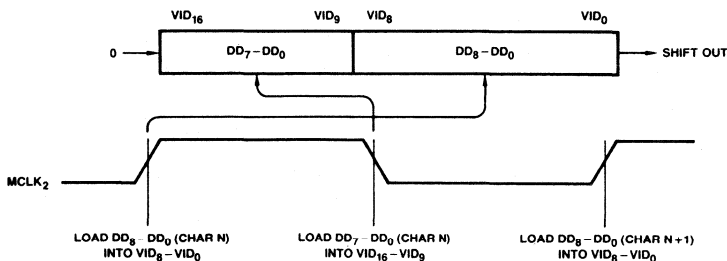 VID₁₆ VID₉ VID₈ VID₀
0 DD₇–DD₀ DD₈–DD₀ SHIFT OUT
MCLK₂
LOAD DD₈–DD₀ (CHAR N) LOAD DD₇–DD₀ (CHAR N) LOAD DD₈–DD₀ (CHAR N+1)
INTO VID₈–VID₀ INTO VID₁₆–VID₉ INTO VID₈–VID₀